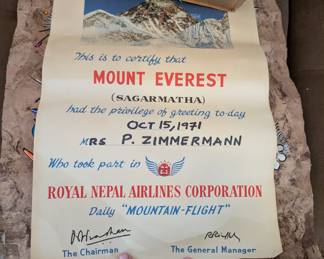 This is to certify that
MOUNT EVEREST
(SAGARMATHA)
had the privilege of greeting to-day
OCT 15, 1971
MRS P. ZIMMERMANN
Who took part in
ROYAL NEPAL AIRLINES CORPORATION
Daily "MOUNTAIN-FLIGHT"
The Chairman
The General Manager